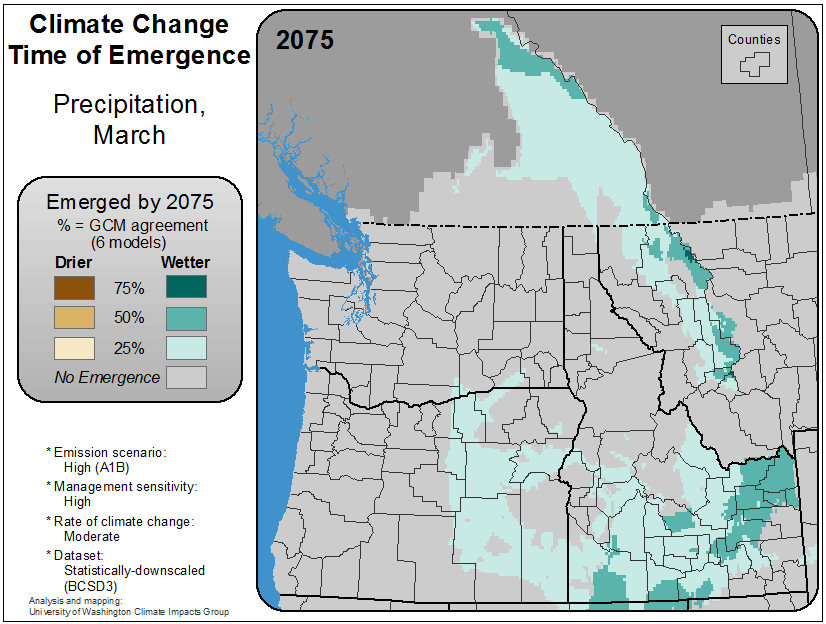 Climate Change
Time of Emergence
Precipitation,
March
Emerged by 2075
% = GCM agreement
(6 models)
Drier
Wetter
75%
50%
25%
No Emergence
* Emission scenario:
High (A1B)
* Management sensitivity:
High
* Rate of climate change:
Moderate
* Dataset:
Statistically-downscaled
(BCSD3)
Analysis and mapping:
University of Washington Climate Impacts Group
2075
Counties